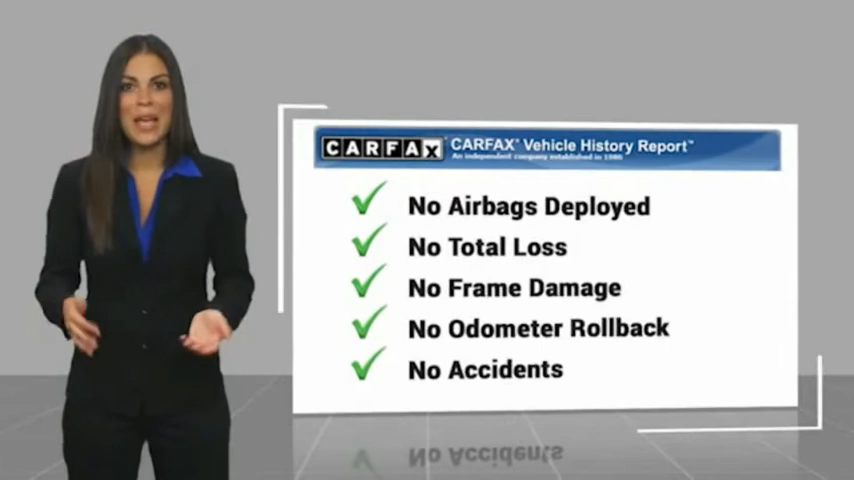 CARFAX CARFAX Vehicle History Report™
An independent company established in 1986
No Airbags Deployed
No Total Loss
No Frame Damage
No Odometer Rollback
No Accidents
No Accidents